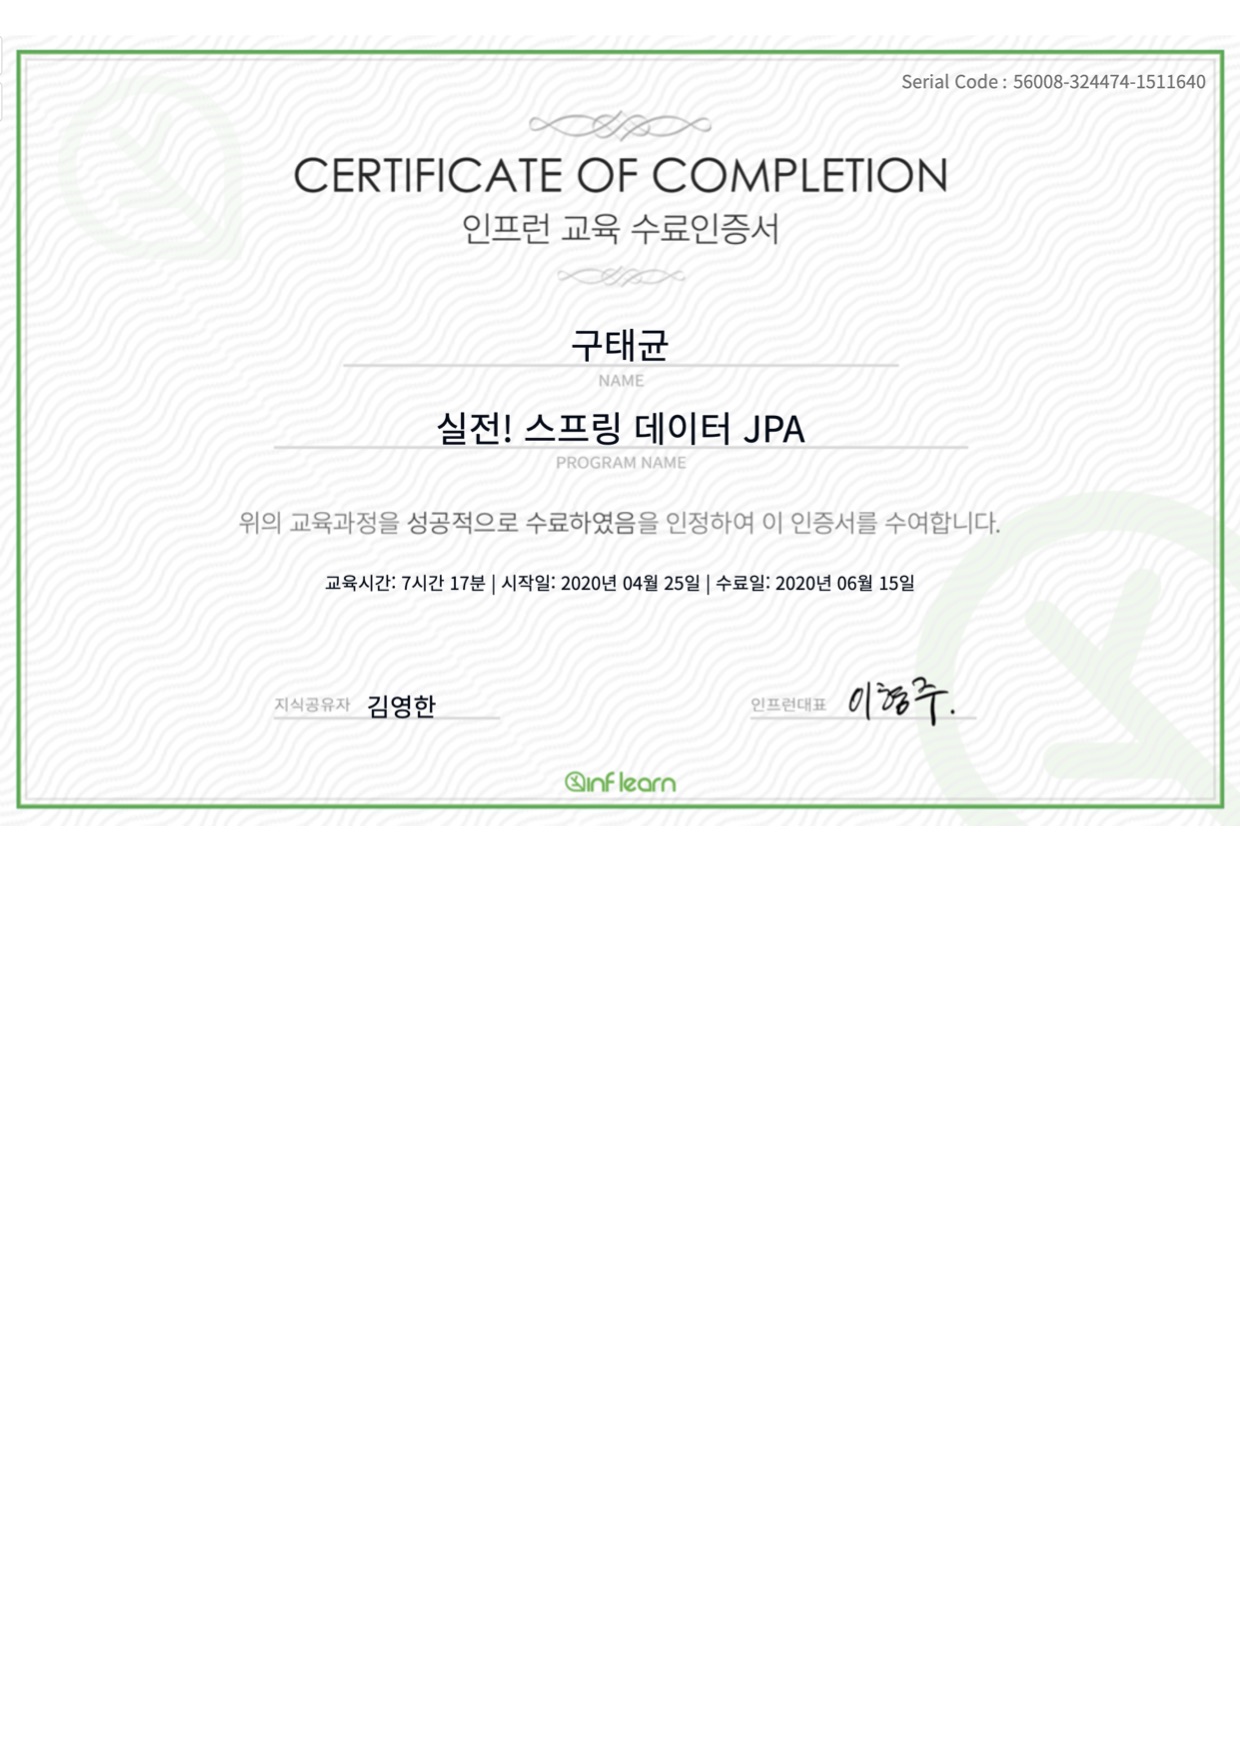 Serial Code : 56008-324474-1511640
CERTIFICATE OF COMPLETION
인프런 교육 수료인증서
구태균
NAME
실전! 스프링 데이터 JPA
PROGRAM NAME
위의 교육과정을 성공적으로 수료하였음을 인정하여 이 인증서를 수여합니다.
교육시간: 7시간 17분 | 시작일: 2020년 04월 25일 | 수료일: 2020년 06월 15일
지식공유자 김영한
인프런대표 이형주.
inflearn